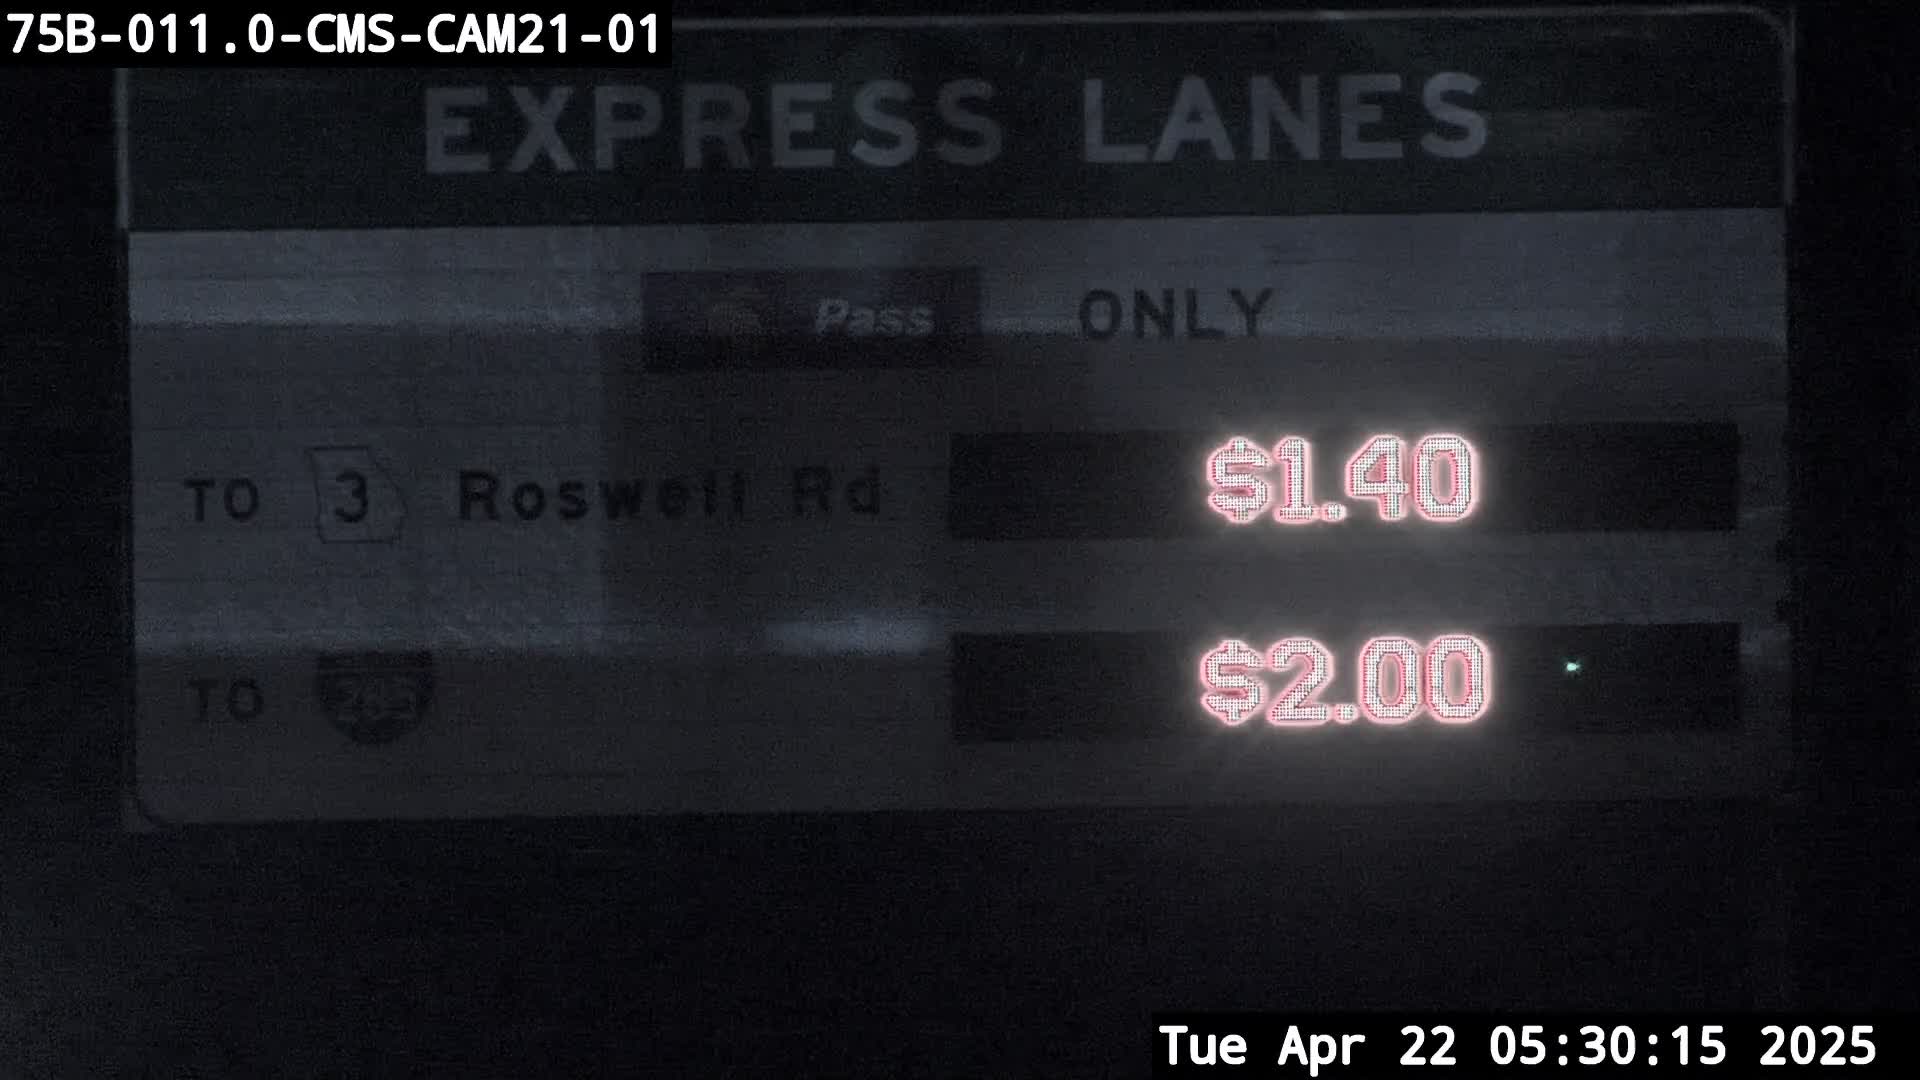 75B-011.0-CMS-CAM21-01
EXPRESS LANES
Pass ONLY
TO 3 Roswell Rd $1.40
TO 285 $2.00
Tue Apr 22 05:30:15 2025